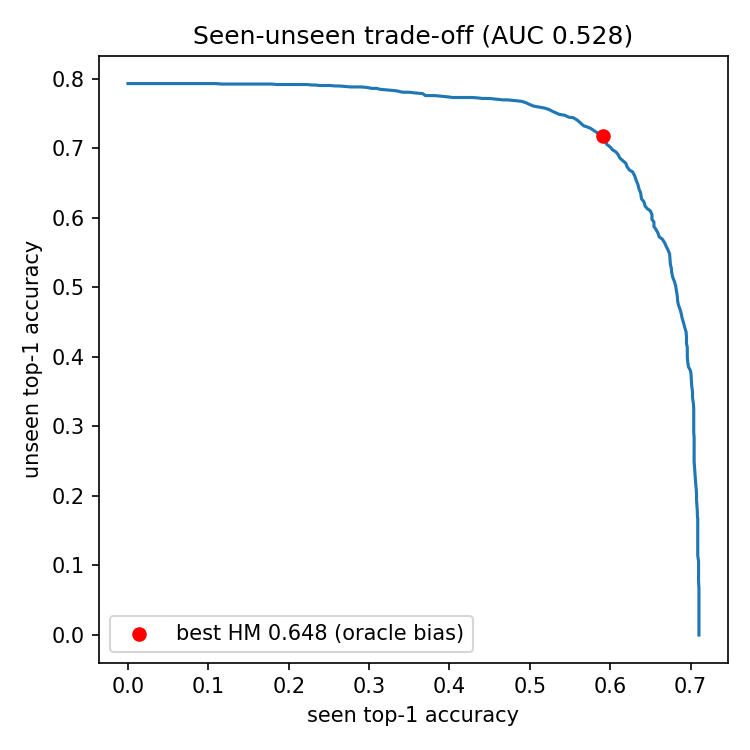 Seen-unseen trade-off (AUC 0.528)
unseen top-1 accuracy
0.8
0.7
0.6
0.5
0.4
0.3
0.2
0.1
0.0
best HM 0.648 (oracle bias)
0.0 0.1 0.2 0.3 0.4 0.5 0.6 0.7
seen top-1 accuracy